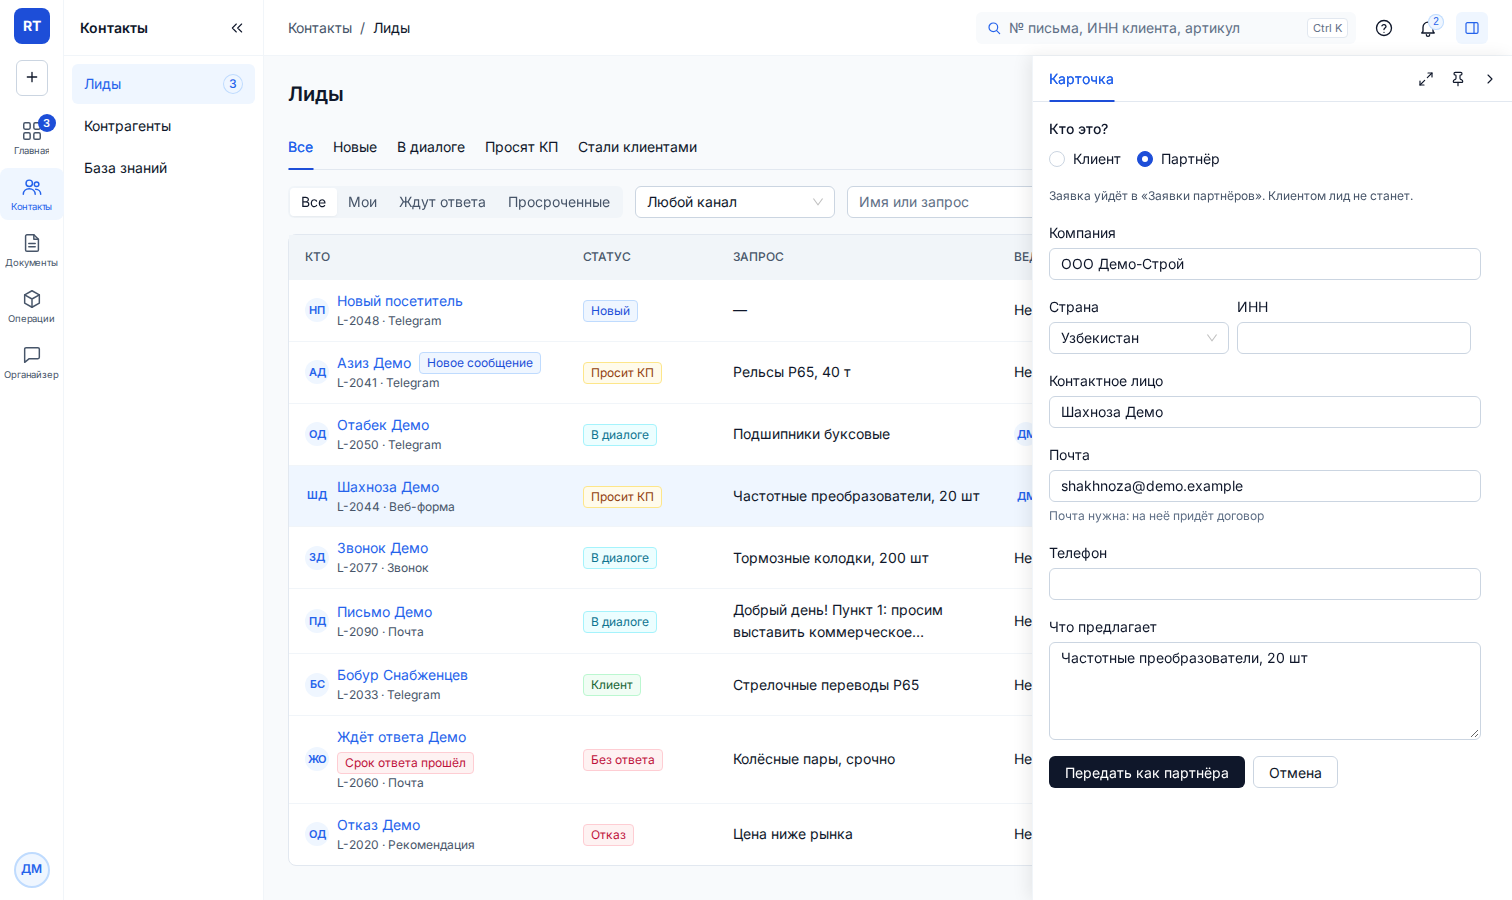 RT
Контакты
Контакты / Лиды
№ письма, ИНН клиента, артикул
Ctrl K
2
3
Главная
Контакты
Документы
Операции
Органайзер
ДМ
Лиды
3
Контрагенты
База знаний
Лиды
Все
Новые
В диалоге
Просят КП
Стали клиентами
Все
Мои
Ждут ответа
Просроченные
Любой канал
Имя или запрос
КТО
СТАТУС
ЗАПРОС
НП
Новый посетитель
L-2048 · Telegram
Новый
—
Не
АД
Азиз Демо
Новое сообщение
L-2041 · Telegram
Просит КП
Рельсы Р65, 40 т
Не
ОД
Отабек Демо
L-2050 · Telegram
В диалоге
Подшипники буксовые
ДМ
ШД
Шахноза Демо
L-2044 · Веб-форма
Просит КП
Частотные преобразователи, 20 шт
ДМ
ЗД
Звонок Демо
L-2077 · Звонок
В диалоге
Тормозные колодки, 200 шт
Не
ПД
Письмо Демо
L-2090 · Почта
В диалоге
Добрый день! Пункт 1: просим
выставить коммерческое...
Не
БС
Бобур Снабженцев
L-2033 · Telegram
Клиент
Стрелочные переводы Р65
Не
ЖО
Ждёт ответа Демо
Срок ответа прошёл
L-2060 · Почта
Без ответа
Колёсные пары, срочно
Не
ОД
Отказ Демо
L-2020 · Рекомендация
Отказ
Цена ниже рынка
Не
Карточка
Кто это?
Клиент
Партнёр
Заявка уйдёт в «Заявки партнёров». Клиентом лид не станет.
Компания
ООО Демо-Строй
Страна
ИНН
Узбекистан
Контактное лицо
Шахноза Демо
Почта
shakhnoza@demo.example
Почта нужна: на неё придёт договор
Телефон
Что предлагает
Частотные преобразователи, 20 шт
Передать как партнёра
Отмена